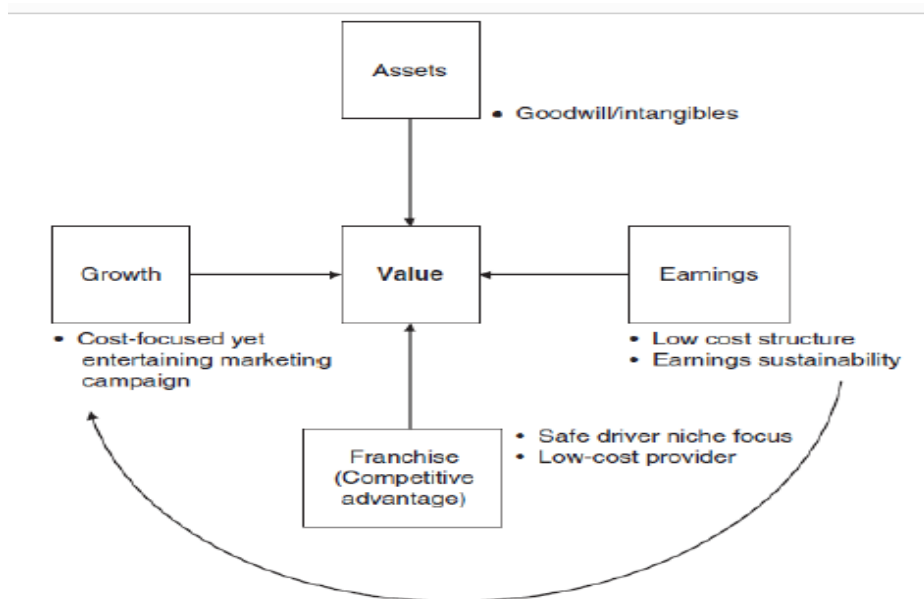 Assets
• Goodwill/intangibles
Growth
Value
Earnings
• Cost-focused yet
entertaining marketing
campaign
• Low cost structure
• Earnings sustainability
Franchise
(Competitive
advantage)
• Safe driver niche focus
• Low-cost provider